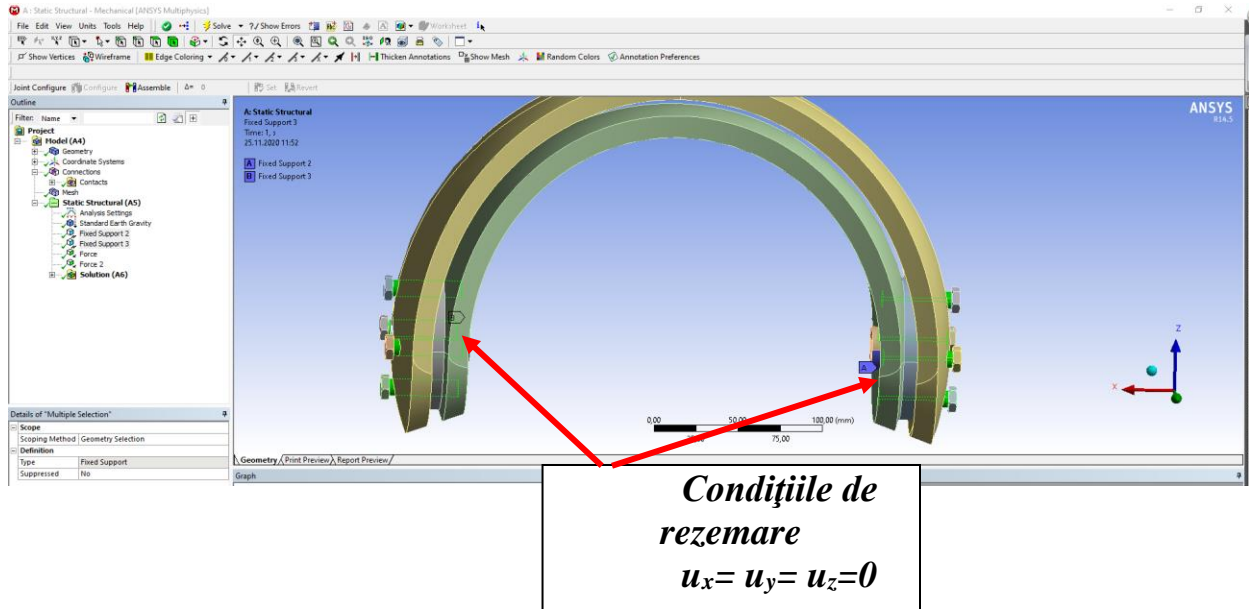 A : Static Structural - Mechanical [ANSYS Multiphysics]
File Edit View Units Tools Help Solve ?/ Show Errors Worksheet
Show Vertices Wireframe Edge Coloring Thicken Annotations Show Mesh Random Colors Annotation Preferences
Joint Configure Configure Assemble Δ= 0 Set Revert
Outline
Filter: Name
Project
Model (A4)
Geometry
Coordinate Systems
Connections
Contacts
Mesh
Static Structural (A5)
Analysis Settings
Standard Earth Gravity
Fixed Support 2
Fixed Support 3
Force
Force 2
Solution (A6)
Details of "Multiple Selection"
Scope
Scoping Method Geometry Selection
Definition
Type Fixed Support
Suppressed No
A: Static Structural
Fixed Support 3
Time: 1, s
25.11.2020 11:52
A Fixed Support 2
B Fixed Support 3
ANSYS
R14.5
B
A
Z
X
0,00 50,00 100,00 (mm)
75,00
Geometry Print Preview Report Preview
Graph
Condiţiile de
rezemare
uₓ= uᵧ= u_z=0